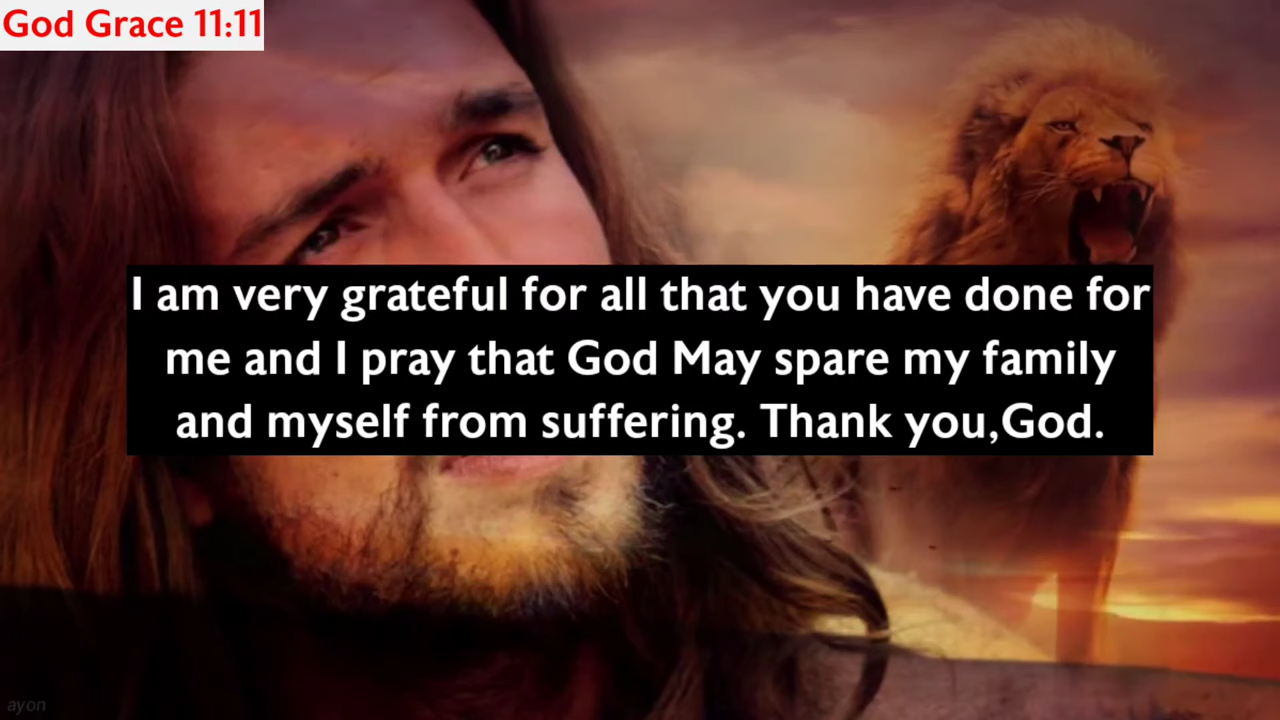 God Grace 11:11
I am very grateful for all that you have done for
me and I pray that God May spare my family
and myself from suffering. Thank you,God.
ayon